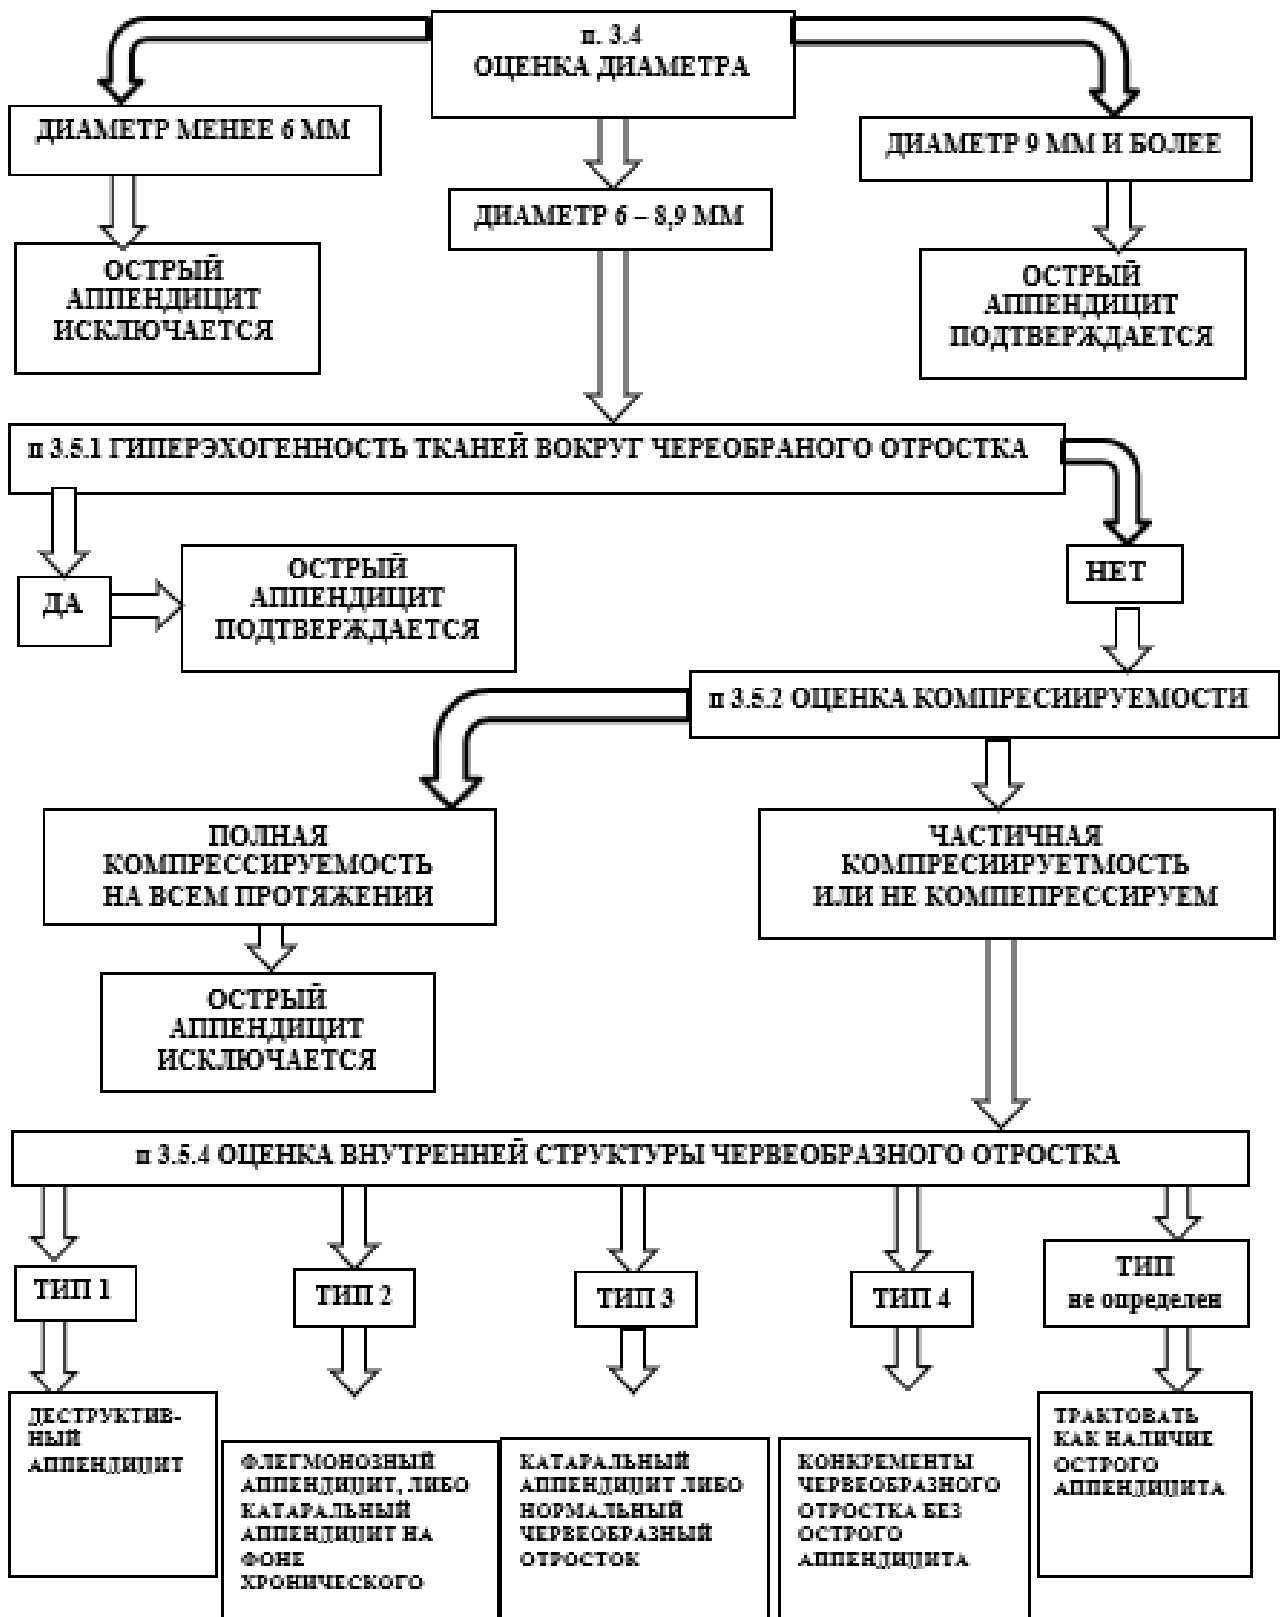 п. 3.4
ОЦЕНКА ДИАМЕТРА
ДИАМЕТР МЕНЕЕ 6 ММ
ДИАМЕТР 9 ММ И БОЛЕЕ
ДИАМЕТР 6 – 8,9 ММ
ОСТРЫЙ
АППЕНДИЦИТ
ИСКЛЮЧАЕТСЯ
ОСТРЫЙ
АППЕНДИЦИТ
ПОДТВЕРЖДАЕТСЯ
п 3.5.1 ГИПЕРЭХОГЕННОСТЬ ТКАНЕЙ ВОКРУГ ЧЕРЕОБРАНОГО ОТРОСТКА
ДА
ОСТРЫЙ
АППЕНДИЦИТ
ПОДТВЕРЖДАЕТСЯ
НЕТ
п 3.5.2 ОЦЕНКА КОМПРЕСИИРУЕМОСТИ
ПОЛНАЯ
КОМПРЕССИРУЕМОСТЬ
НА ВСЕМ ПРОТЯЖЕНИИ
ЧАСТИЧНАЯ
КОМПРЕСИИРУЕТМОСТЬ
ИЛИ НЕ КОМПЕПРЕССИРУЕМ
ОСТРЫЙ
АППЕНДИЦИТ
ИСКЛЮЧАЕТСЯ
п 3.5.4 ОЦЕНКА ВНУТРЕННЕЙ СТРУКТУРЫ ЧЕРВЕОБРАЗНОГО ОТРОСТКА
ТИП 1
ТИП 2
ТИП 3
ТИП 4
ТИП
не определен
ДЕСТРУКТИВ-
НЫЙ
АППЕНДИЦИТ
ФЛЕГМОНОЗНЫЙ
АППЕНДИЦИТ, ЛИБО
КАТАРАЛЬНЫЙ
АППЕНДИЦИТ НА
ФОНЕ
ХРОНИЧЕСКОГО
КАТАРАЛЬНЫЙ
АППЕНДИЦИТ ЛИБО
НОРМАЛЬНЫЙ
ЧЕРВЕОБРАЗНЫЙ
ОТРОСТОК
КОНКРЕМЕНТЫ
ЧЕРВЕОБРАЗНОГО
ОТРОСТКА БЕЗ
ОСТРОГО
АППЕНДИЦИТА
ТРАКТОВАТЬ
КАК НАЛИЧИЕ
ОСТРОГО
АППЕНДИЦИТА